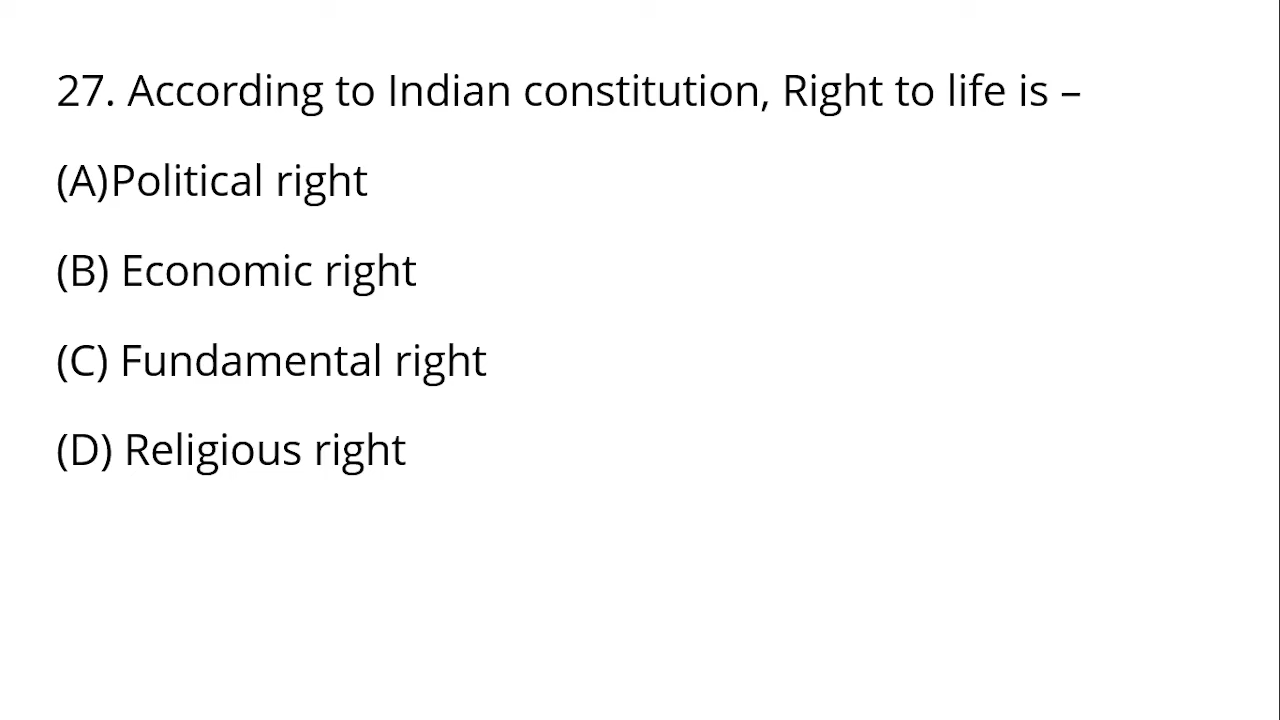 27. According to Indian constitution, Right to life is –
(A)Political right
(B) Economic right
(C) Fundamental right
(D) Religious right